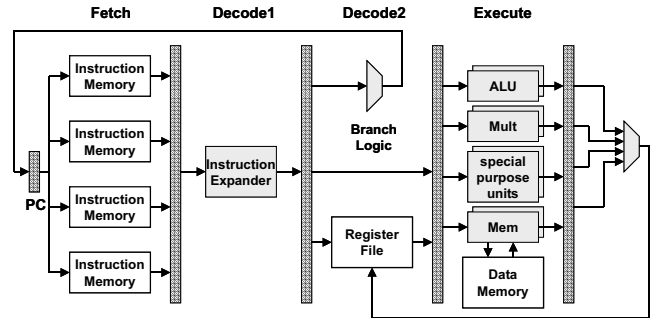 Fetch
Decode1
Decode2
Execute
Instruction
Memory
Instruction
Memory
Instruction
Memory
Instruction
Memory
PC
Instruction
Expander
Branch
Logic
Register
File
ALU
Mult
special
purpose
units
Mem
Data
Memory